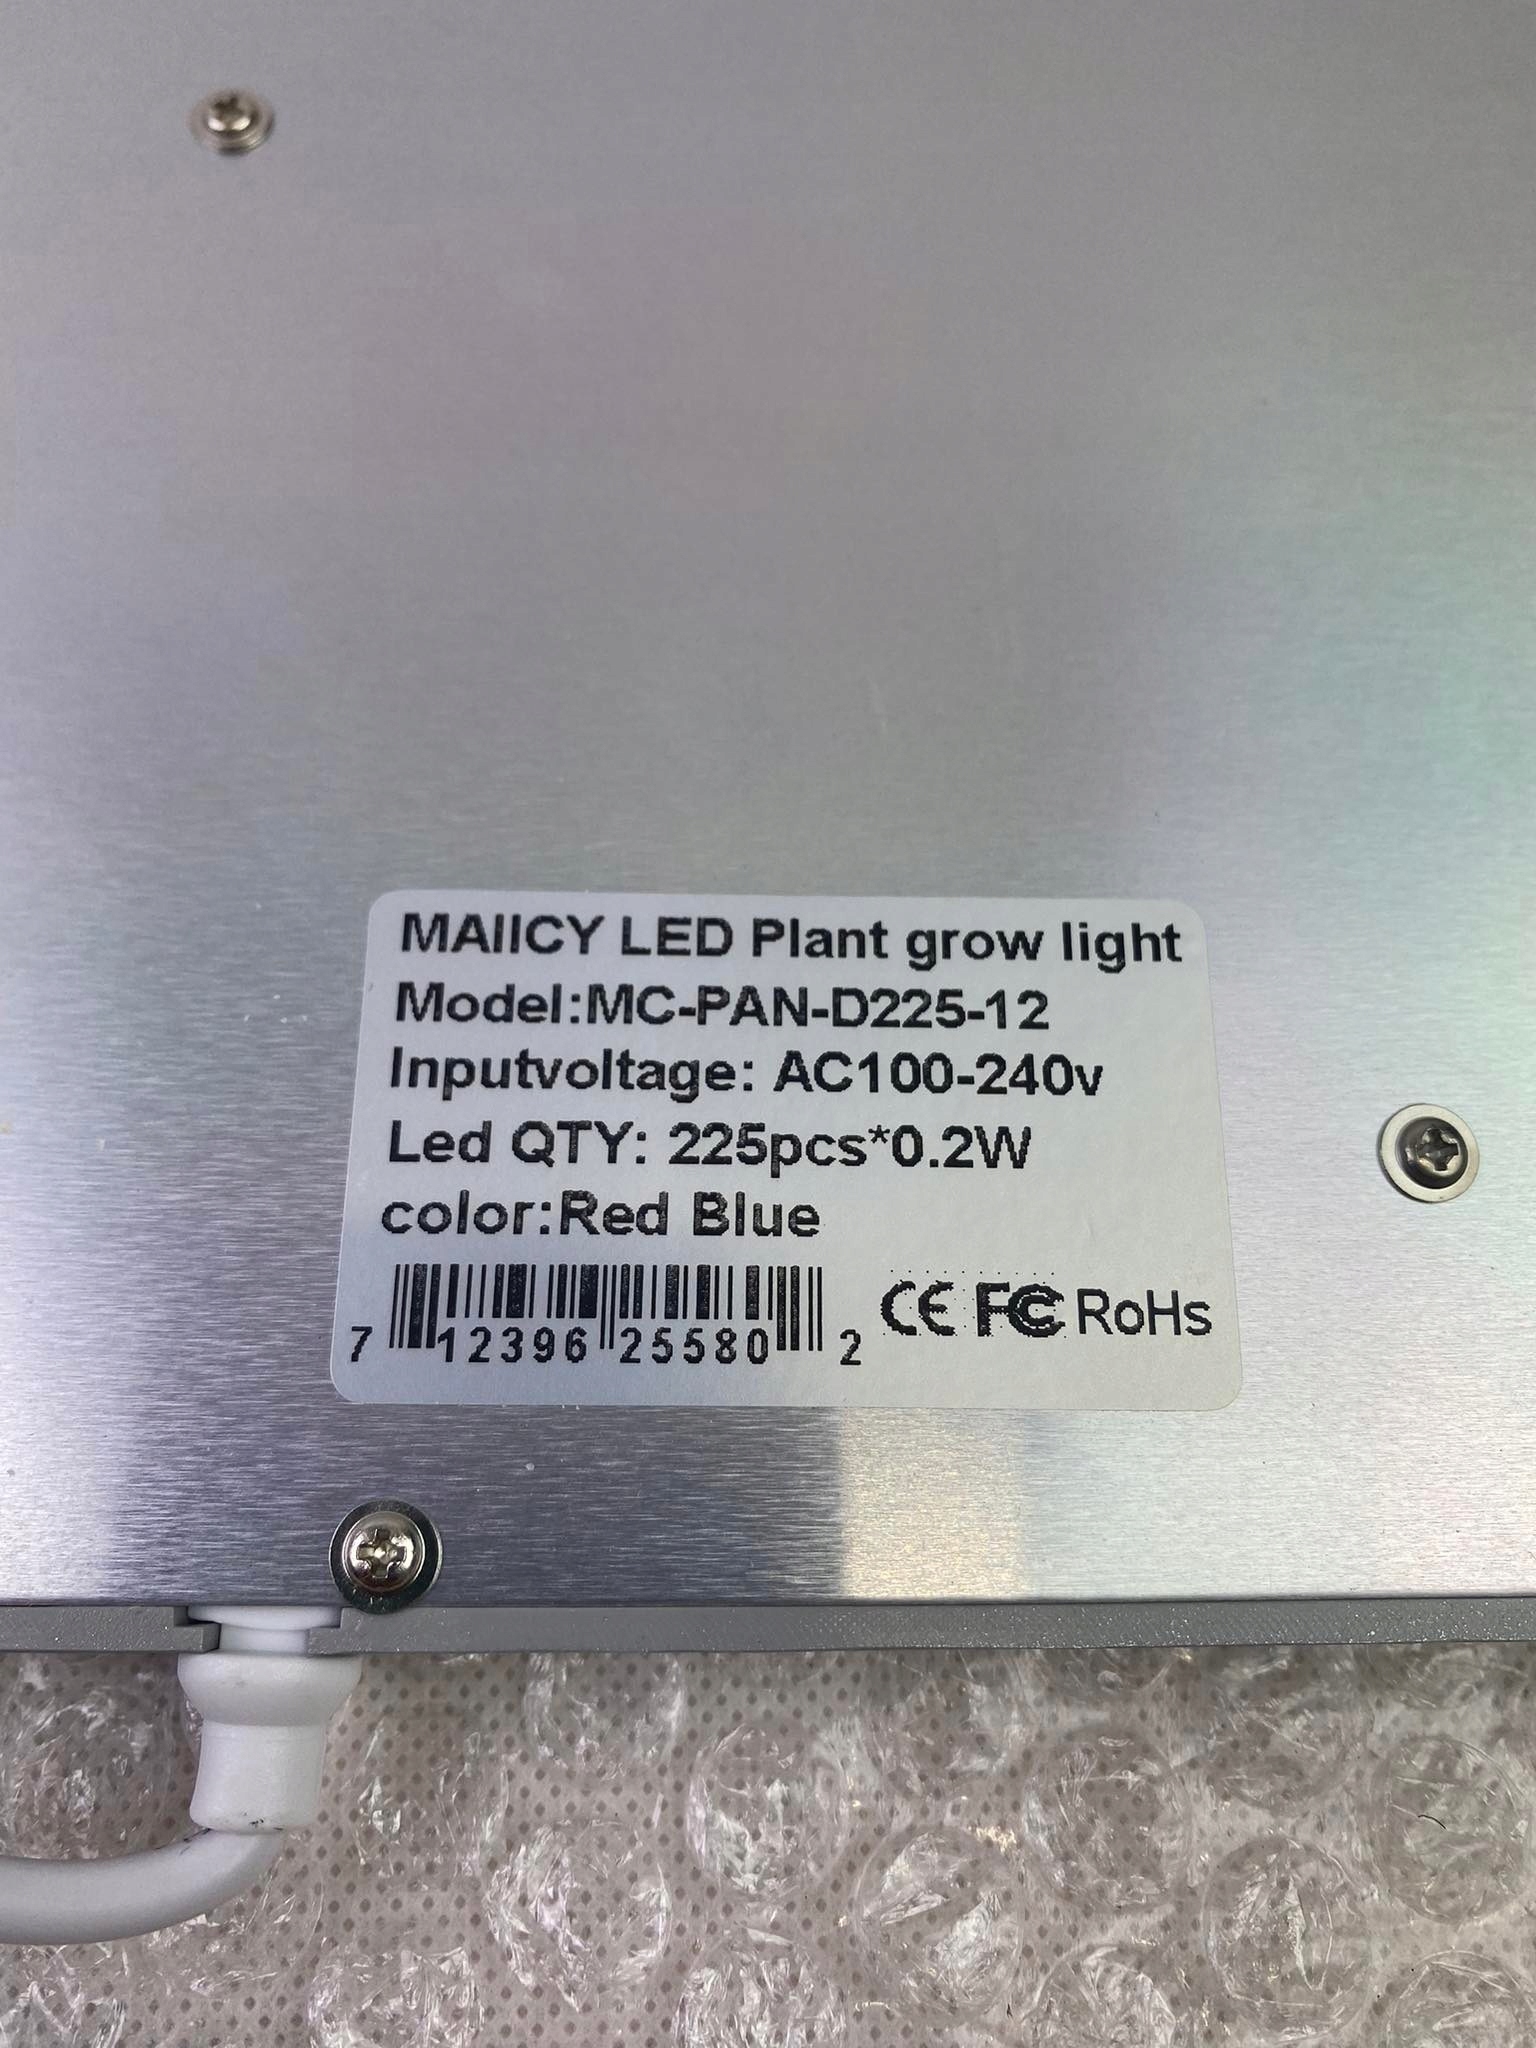 MAIICY LED Plant grow light
Model:MC-PAN-D225-12
Inputvoltage: AC100-240v
Led QTY: 225pcs*0.2W
color:Red Blue
7 12396 25580 2 CE FC RoHs